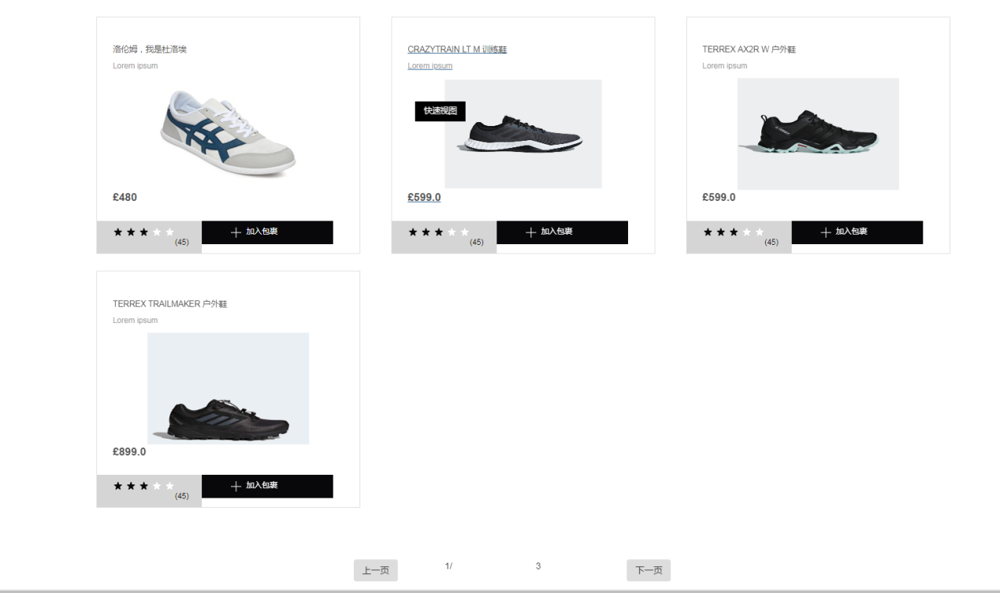 洛伦姆，我是杜洛埃
Lorem ipsum
£480
(45)
加入包裹
CRAZYTRAIN LT M 训练鞋
Lorem ipsum
快速视图
£599.0
(45)
加入包裹
TERREX AX2R W 户外鞋
Lorem ipsum
£599.0
(45)
加入包裹
TERREX TRAILMAKER 户外鞋
Lorem ipsum
£899.0
(45)
加入包裹
上一页 1/ 3 下一页